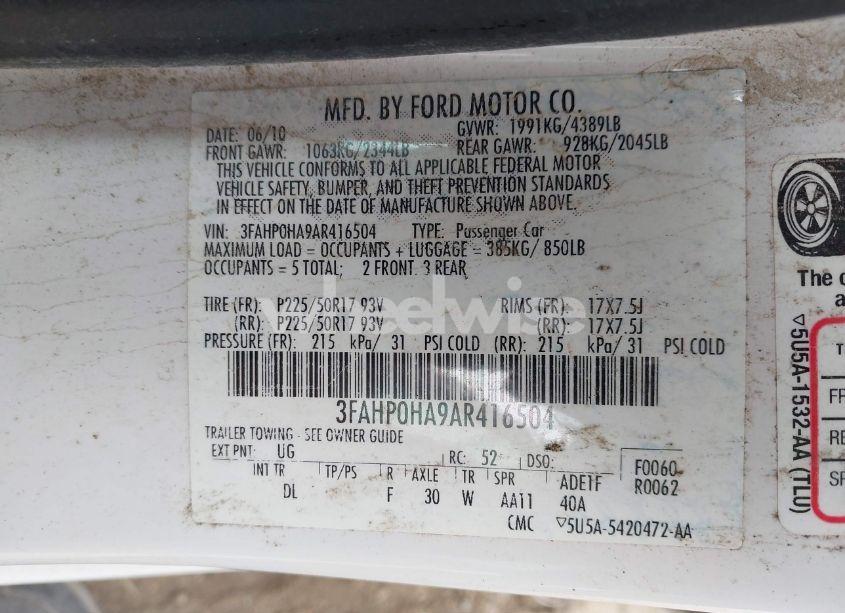 MFD. BY FORD MOTOR CO.
DATE: 06/10 GVWR: 1991KG/4389LB
FRONT GAWR: 1063KG/2344LB REAR GAWR: 928KG/2045LB
THIS VEHICLE CONFORMS TO ALL APPLICABLE FEDERAL MOTOR
VEHICLE SAFETY, BUMPER, AND THEFT PREVENTION STANDARDS
IN EFFECT ON THE DATE OF MANUFACTURE SHOWN ABOVE.
VIN: 3FAHP0HA9AR416504 TYPE: Passenger Car
MAXIMUM LOAD = OCCUPANTS + LUGGAGE = 385KG/ 850LB
OCCUPANTS = 5 TOTAL; 2 FRONT, 3 REAR
wheelwise
TIRE (FR): P225/50R17 93V RIMS (FR): 17X7.5J
(RR): P225/50R17 93V (RR): 17X7.5J
PRESSURE (FR): 215 kPa/ 31 PSI COLD (RR): 215 kPa/ 31 PSI COLD
3FAHP0HA9AR416504
TRAILER TOWING - SEE OWNER GUIDE
EXT PNT: UG RC: 52 DSO: F0060
INT TR TP/PS R AXLE TR SPR ADE1F R0062
DL F 30 W AA11 40A
CMC ▽5U5A-5420472-AA
The
▽5U5A-1532-AA (TLU)